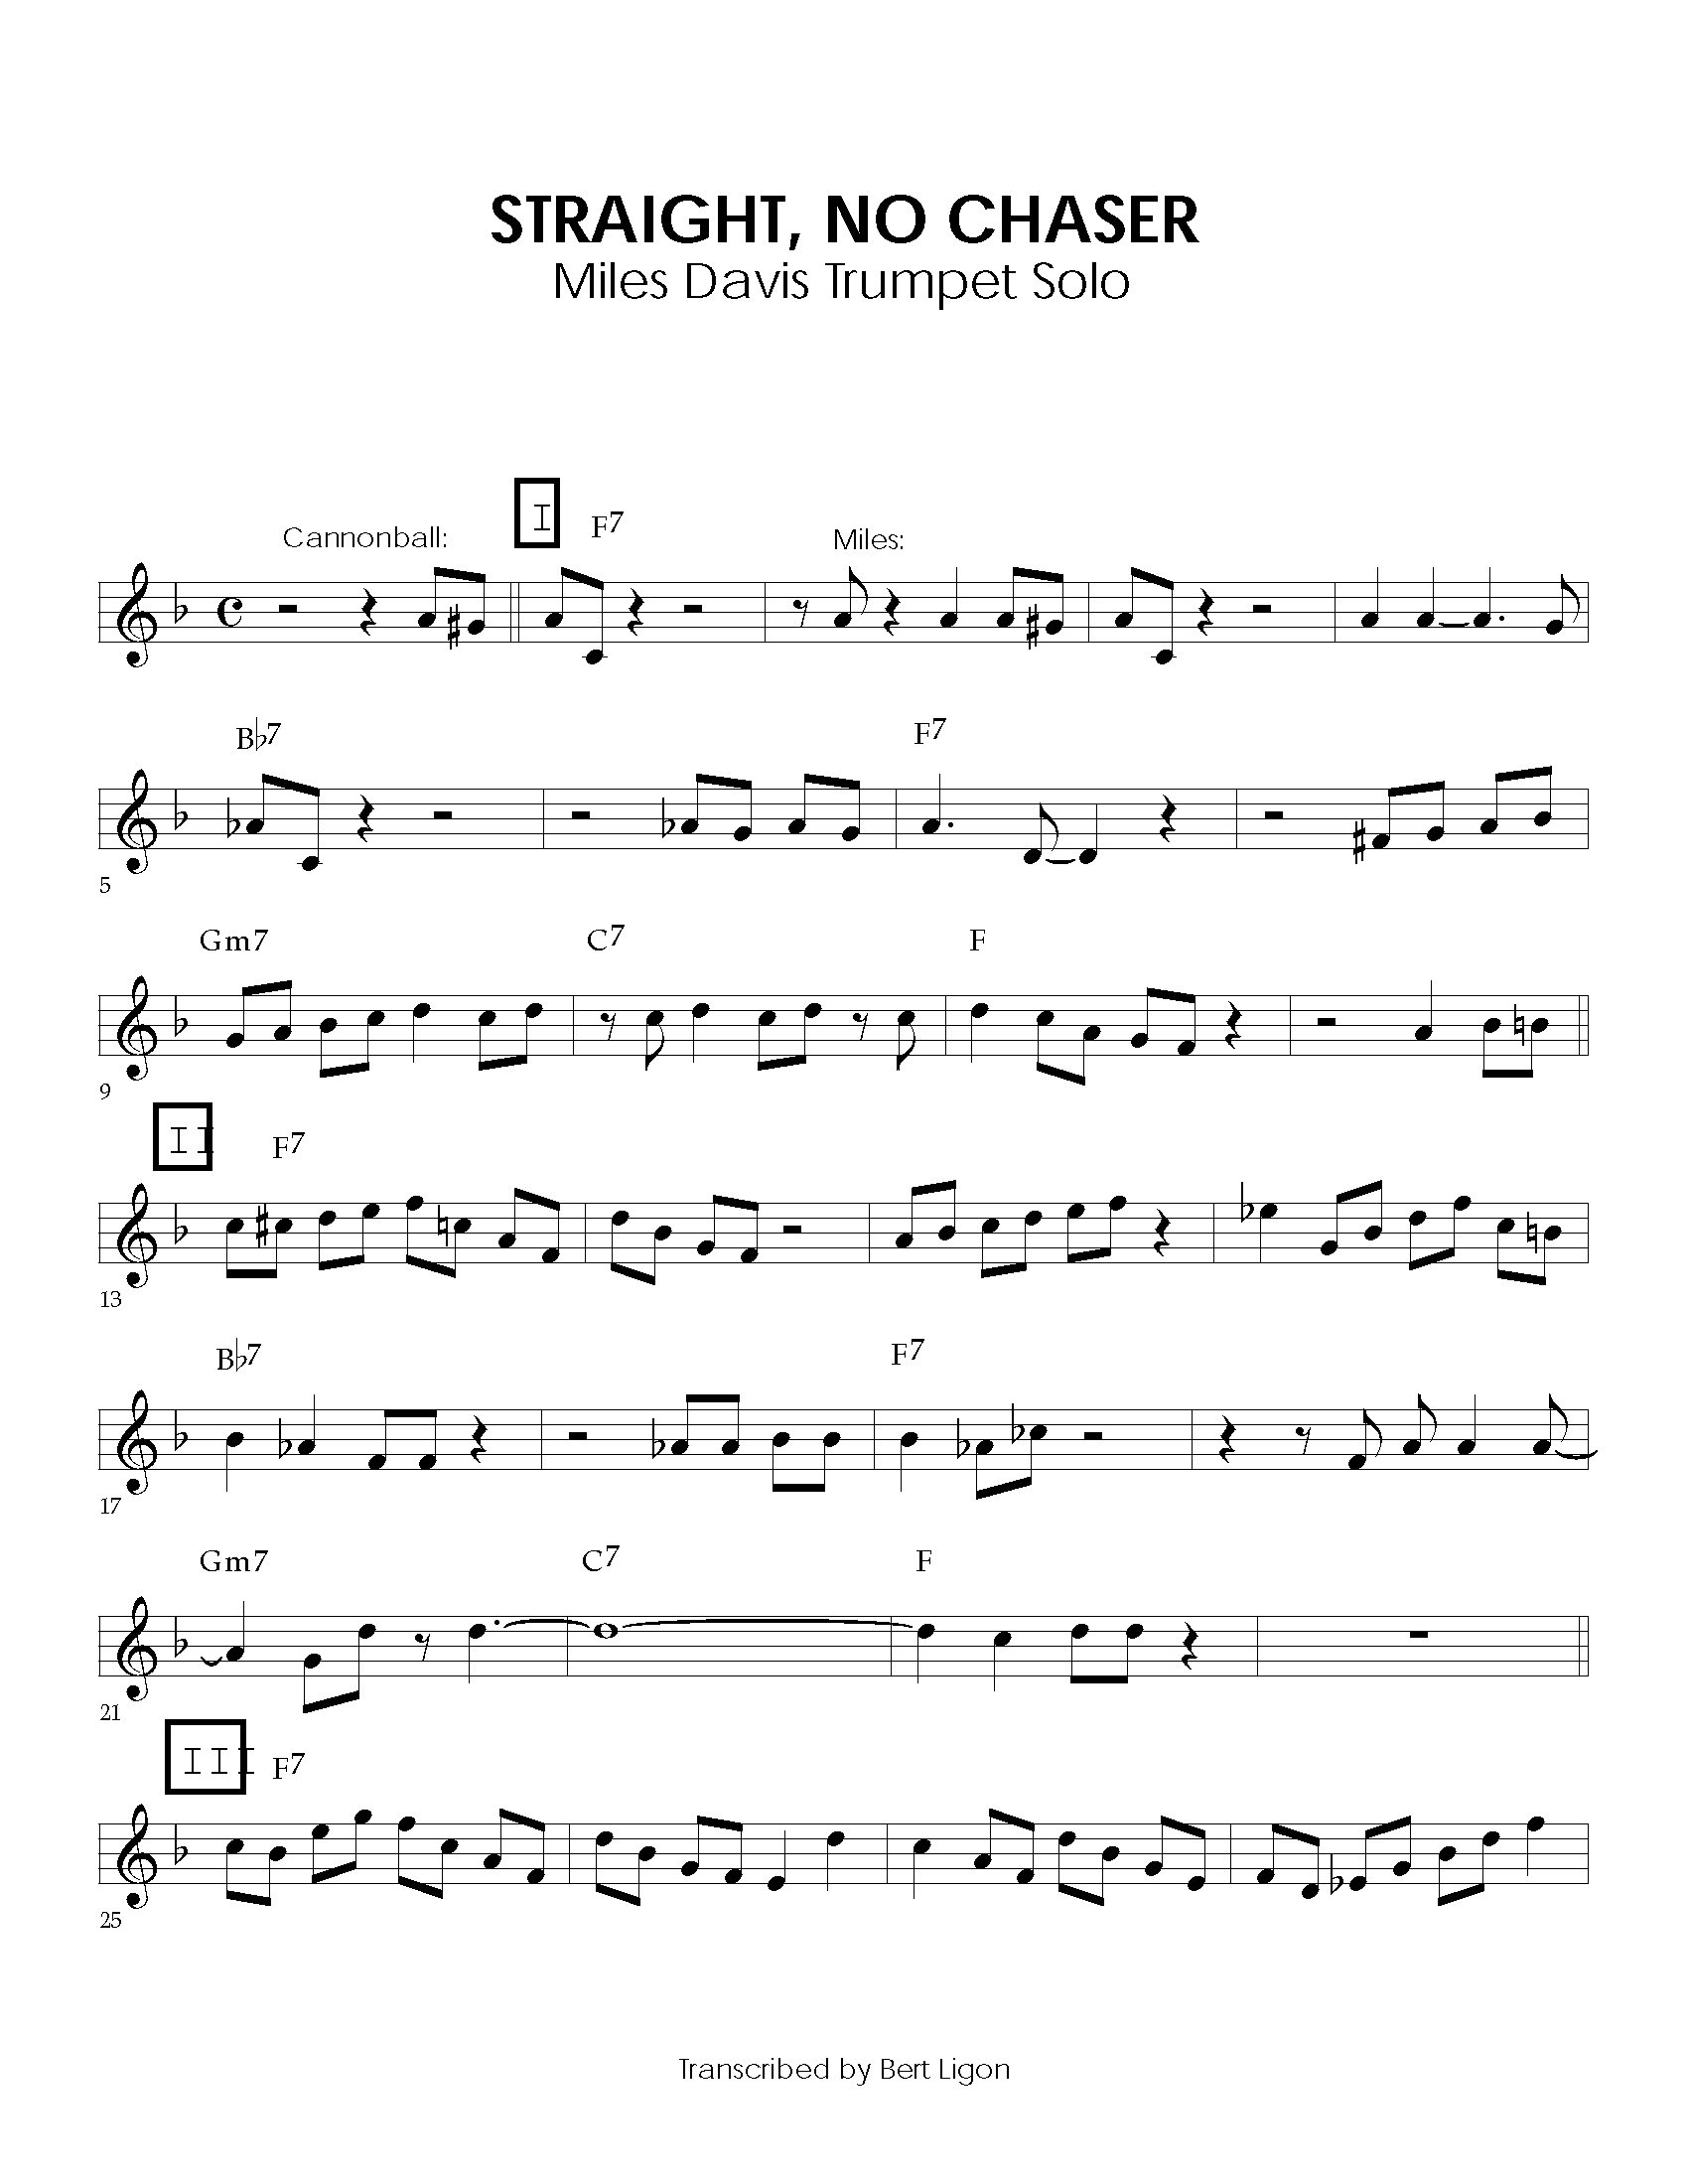 STRAIGHT, NO CHASER
Miles Davis Trumpet Solo
I F7
Cannonball: Miles:
B♭7 F7
5
Gm7 C7 F
9
II F7
13
B♭7 F7
17
Gm7 C7 F
21
III F7
25
Transcribed by Bert Ligon